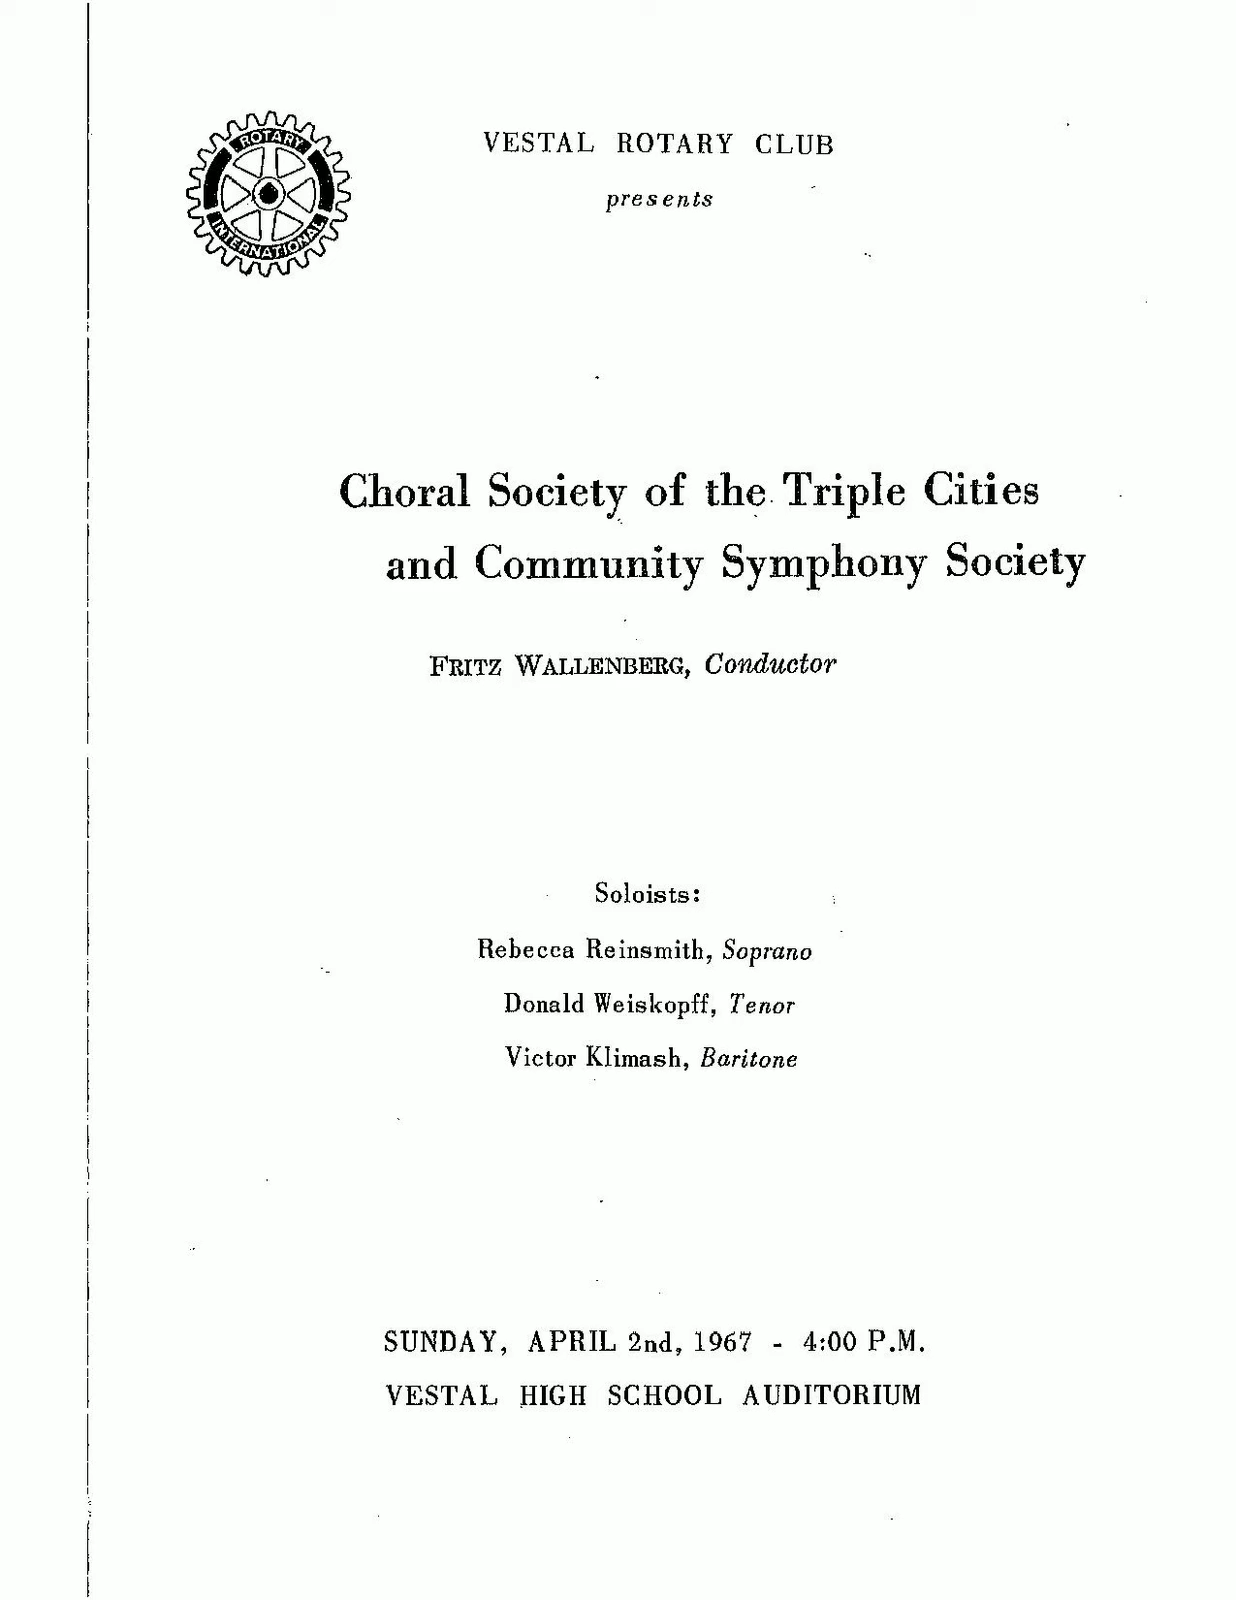 ROTARY
INTERNATIONAL
VESTAL ROTARY CLUB
presents
Choral Society of the Triple Cities
and Community Symphony Society
FRITZ WALLENBERG, Conductor
Soloists:
Rebecca Reinsmith, Soprano
Donald Weiskopff, Tenor
Victor Klimash, Baritone
SUNDAY, APRIL 2nd, 1967 - 4:00 P.M.
VESTAL HIGH SCHOOL AUDITORIUM